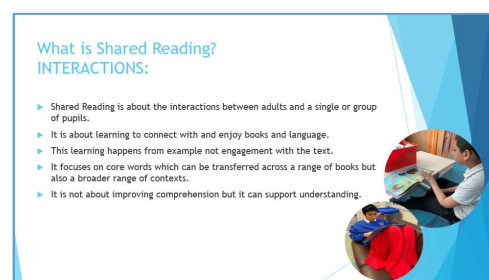 What is Shared Reading?
INTERACTIONS:
Shared Reading is about the interactions between adults and a single or group
of pupils.
It is about learning to connect with and enjoy books and language.
This learning happens from example not engagement with the text.
It focuses on core words which can be transferred across a range of books but
also a broader range of contexts.
It is not about improving comprehension but it can support understanding.